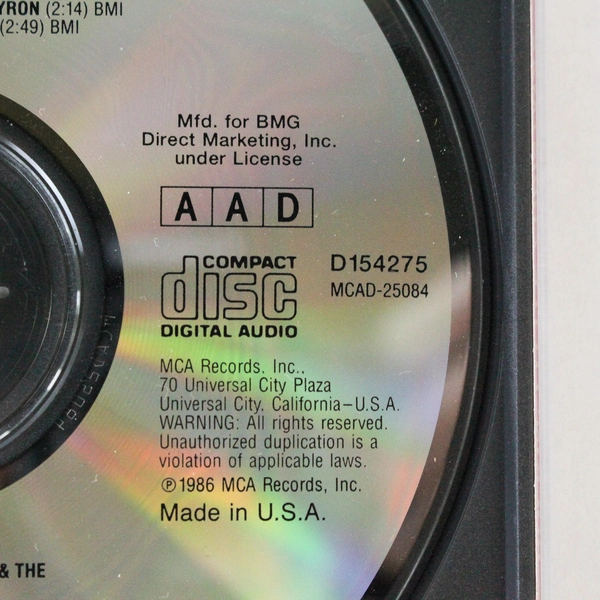 YRON (2:14) BMI
(2:49) BMI
Mfd. for BMG
Direct Marketing, Inc.
under License
A A D
COMPACT
disc
DIGITAL AUDIO
D154275
MCAD-25084
MCA Records, Inc..
70 Universal City Plaza
Universal City, California–U.S.A.
WARNING: All rights reserved.
Unauthorized duplication is a
violation of applicable laws.
℗1986 MCA Records, Inc.
Made in U.S.A.
& THE